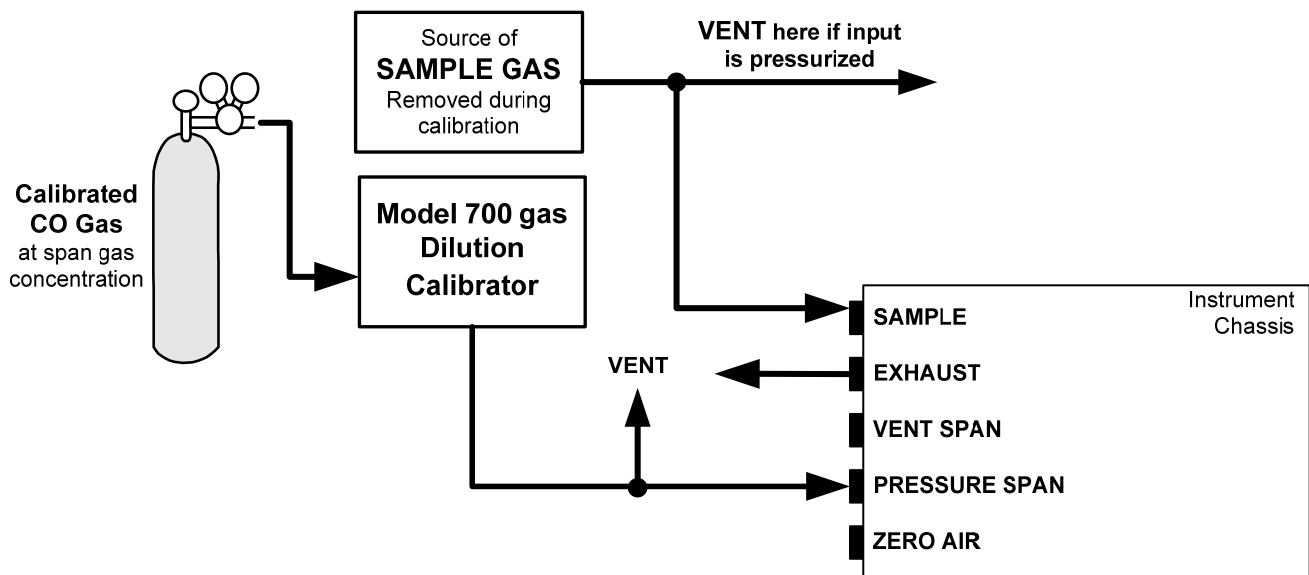 Source of
SAMPLE GAS
Removed during
calibration
VENT here if input
is pressurized
Calibrated
CO Gas
at span gas
concentration
Model 700 gas
Dilution
Calibrator
VENT
Instrument
Chassis
SAMPLE
EXHAUST
VENT SPAN
PRESSURE SPAN
ZERO AIR